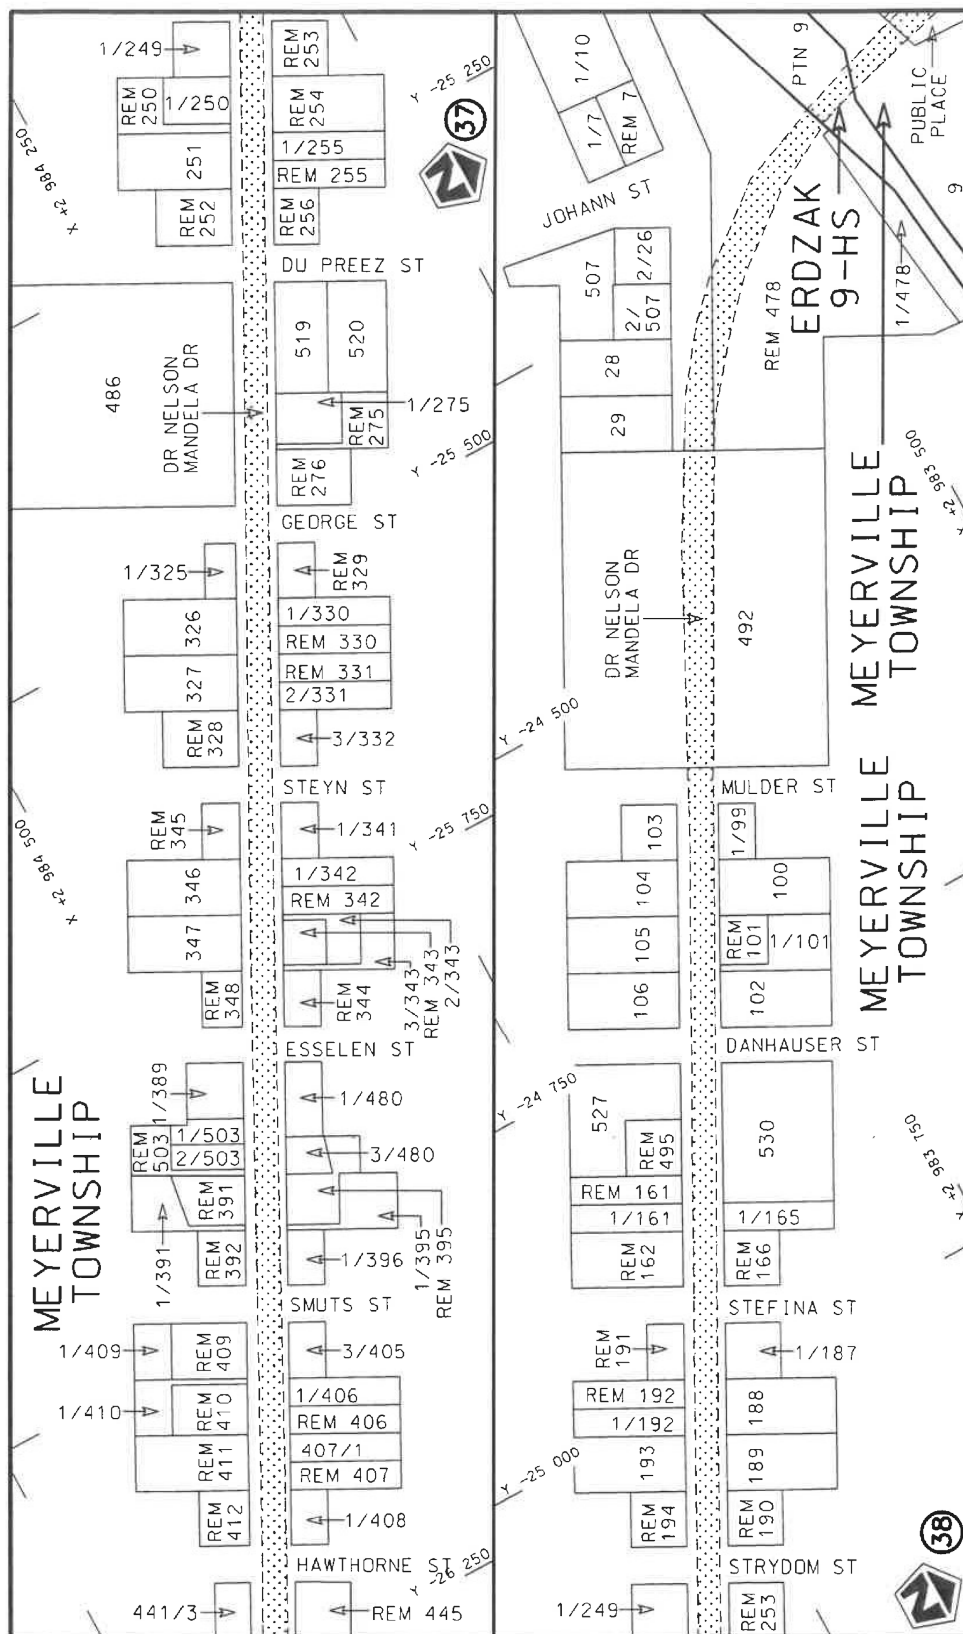 1/249
REM
250
1/250
251
REM
252
REM
253
REM
254
1/255
REM 255
REM
256
X +2 984 250
Y -25 250
37
DU PREEZ ST
486
DR NELSON
MANDELA DR
519
520
1/275
REM
275
REM
276
Y -25 500
GEORGE ST
1/325
326
327
REM
328
REM
329
1/330
REM 330
REM 331
2/331
3/332
STEYN ST
X +2 984 500
REM
345
346
347
REM
348
1/341
1/342
REM 342
REM
344
3/343
REM 343
2/343
Y -25 750
ESSELEN ST
MEYERVILLE
TOWNSHIP
1/389
REM
503
1/503
2/503
REM
391
1/391
REM
392
1/480
3/480
1/395
REM 395
1/396
SMUTS ST
1/409
REM
409
1/410
REM
410
REM
411
REM
412
3/405
1/406
REM 406
407/1
REM 407
1/408
HAWTHORNE ST
Y -26 250
441/3
REM 445
1/10
1/7
REM 7
JOHANN ST
PTN 9
PUBLIC
PLACE
9
ERDZAK
9-HS
1/478
REM 478
507
2/26
2/
507
28
29
DR NELSON
MANDELA DR
492
MEYERVILLE
TOWNSHIP
X +2 983 500
Y -24 500
MULDER ST
MEYERVILLE
TOWNSHIP
103
104
105
106
1/99
100
REM
101
1/101
102
DANHAUSER ST
Y -24 750
527
REM
495
REM 161
1/161
REM
162
530
1/165
REM
166
X +2 983 750
STEFINA ST
REM
191
REM 192
1/192
193
REM
194
1/187
188
189
REM
190
Y -25 000
38
STRYDOM ST
1/249
REM
253